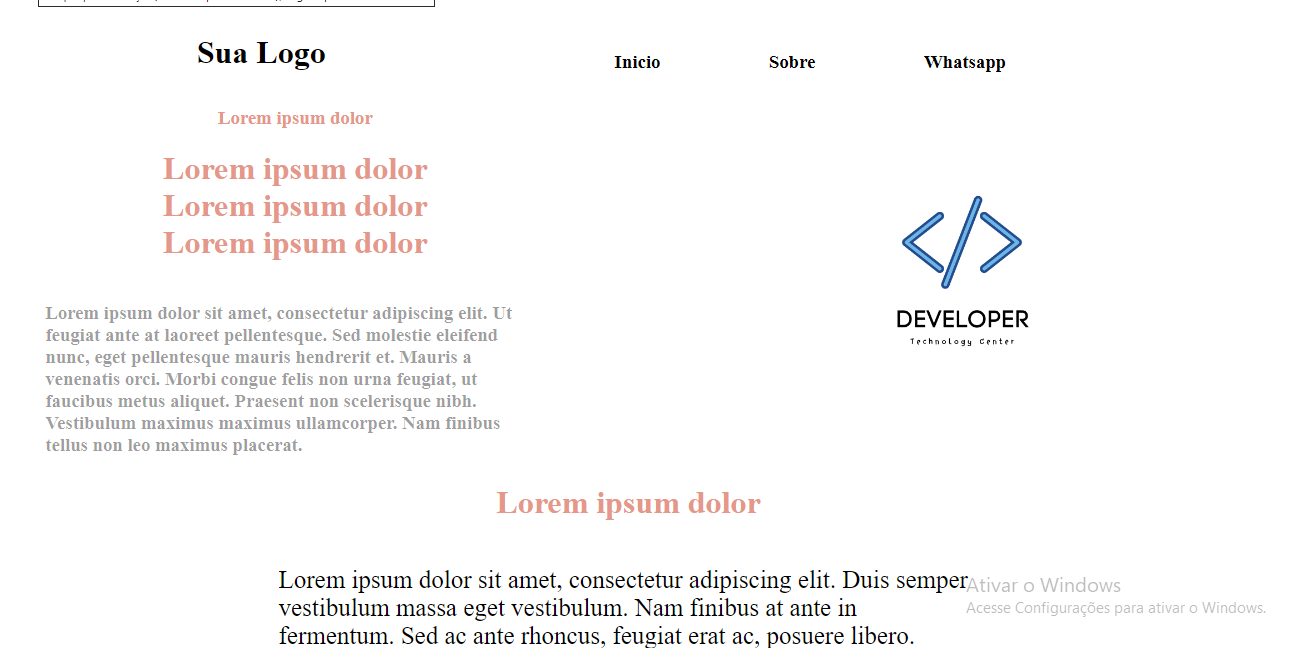 Sua Logo
Inicio
Sobre
Whatsapp
Lorem ipsum dolor
Lorem ipsum dolor
Lorem ipsum dolor
Lorem ipsum dolor
Lorem ipsum dolor sit amet, consectetur adipiscing elit. Ut
feugiat ante at laoreet pellentesque. Sed molestie eleifend
nunc, eget pellentesque mauris hendrerit et. Mauris a
venenatis orci. Morbi congue felis non urna feugiat, ut
faucibus metus aliquet. Praesent non scelerisque nibh.
Vestibulum maximus maximus ullamcorper. Nam finibus
tellus non leo maximus placerat.
</>
DEVELOPER
Technology Center
Lorem ipsum dolor
Lorem ipsum dolor sit amet, consectetur adipiscing elit. Duis semper
vestibulum massa eget vestibulum. Nam finibus at ante in
fermentum. Sed ac ante rhoncus, feugiat erat ac, posuere libero.
Ativar o Windows
Acesse Configurações para ativar o Windows.